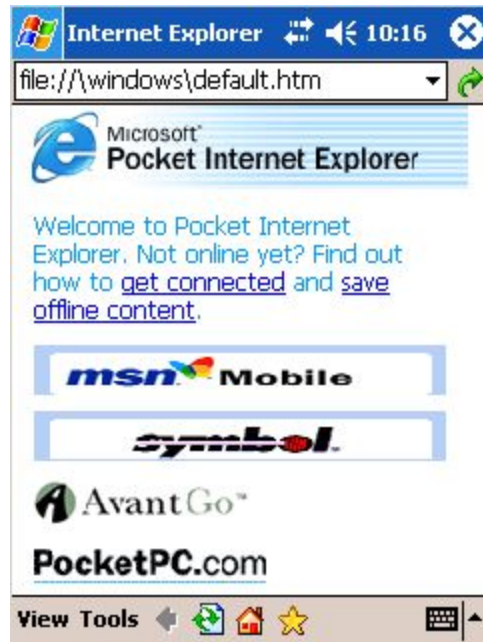 Internet Explorer 10:16
file://\windows\default.htm
Microsoft®
Pocket Internet Explorer
Welcome to Pocket Internet
Explorer. Not online yet? Find out
how to get connected and save
offline content.
msn Mobile
symbol.
AvantGo™
PocketPC.com
View Tools